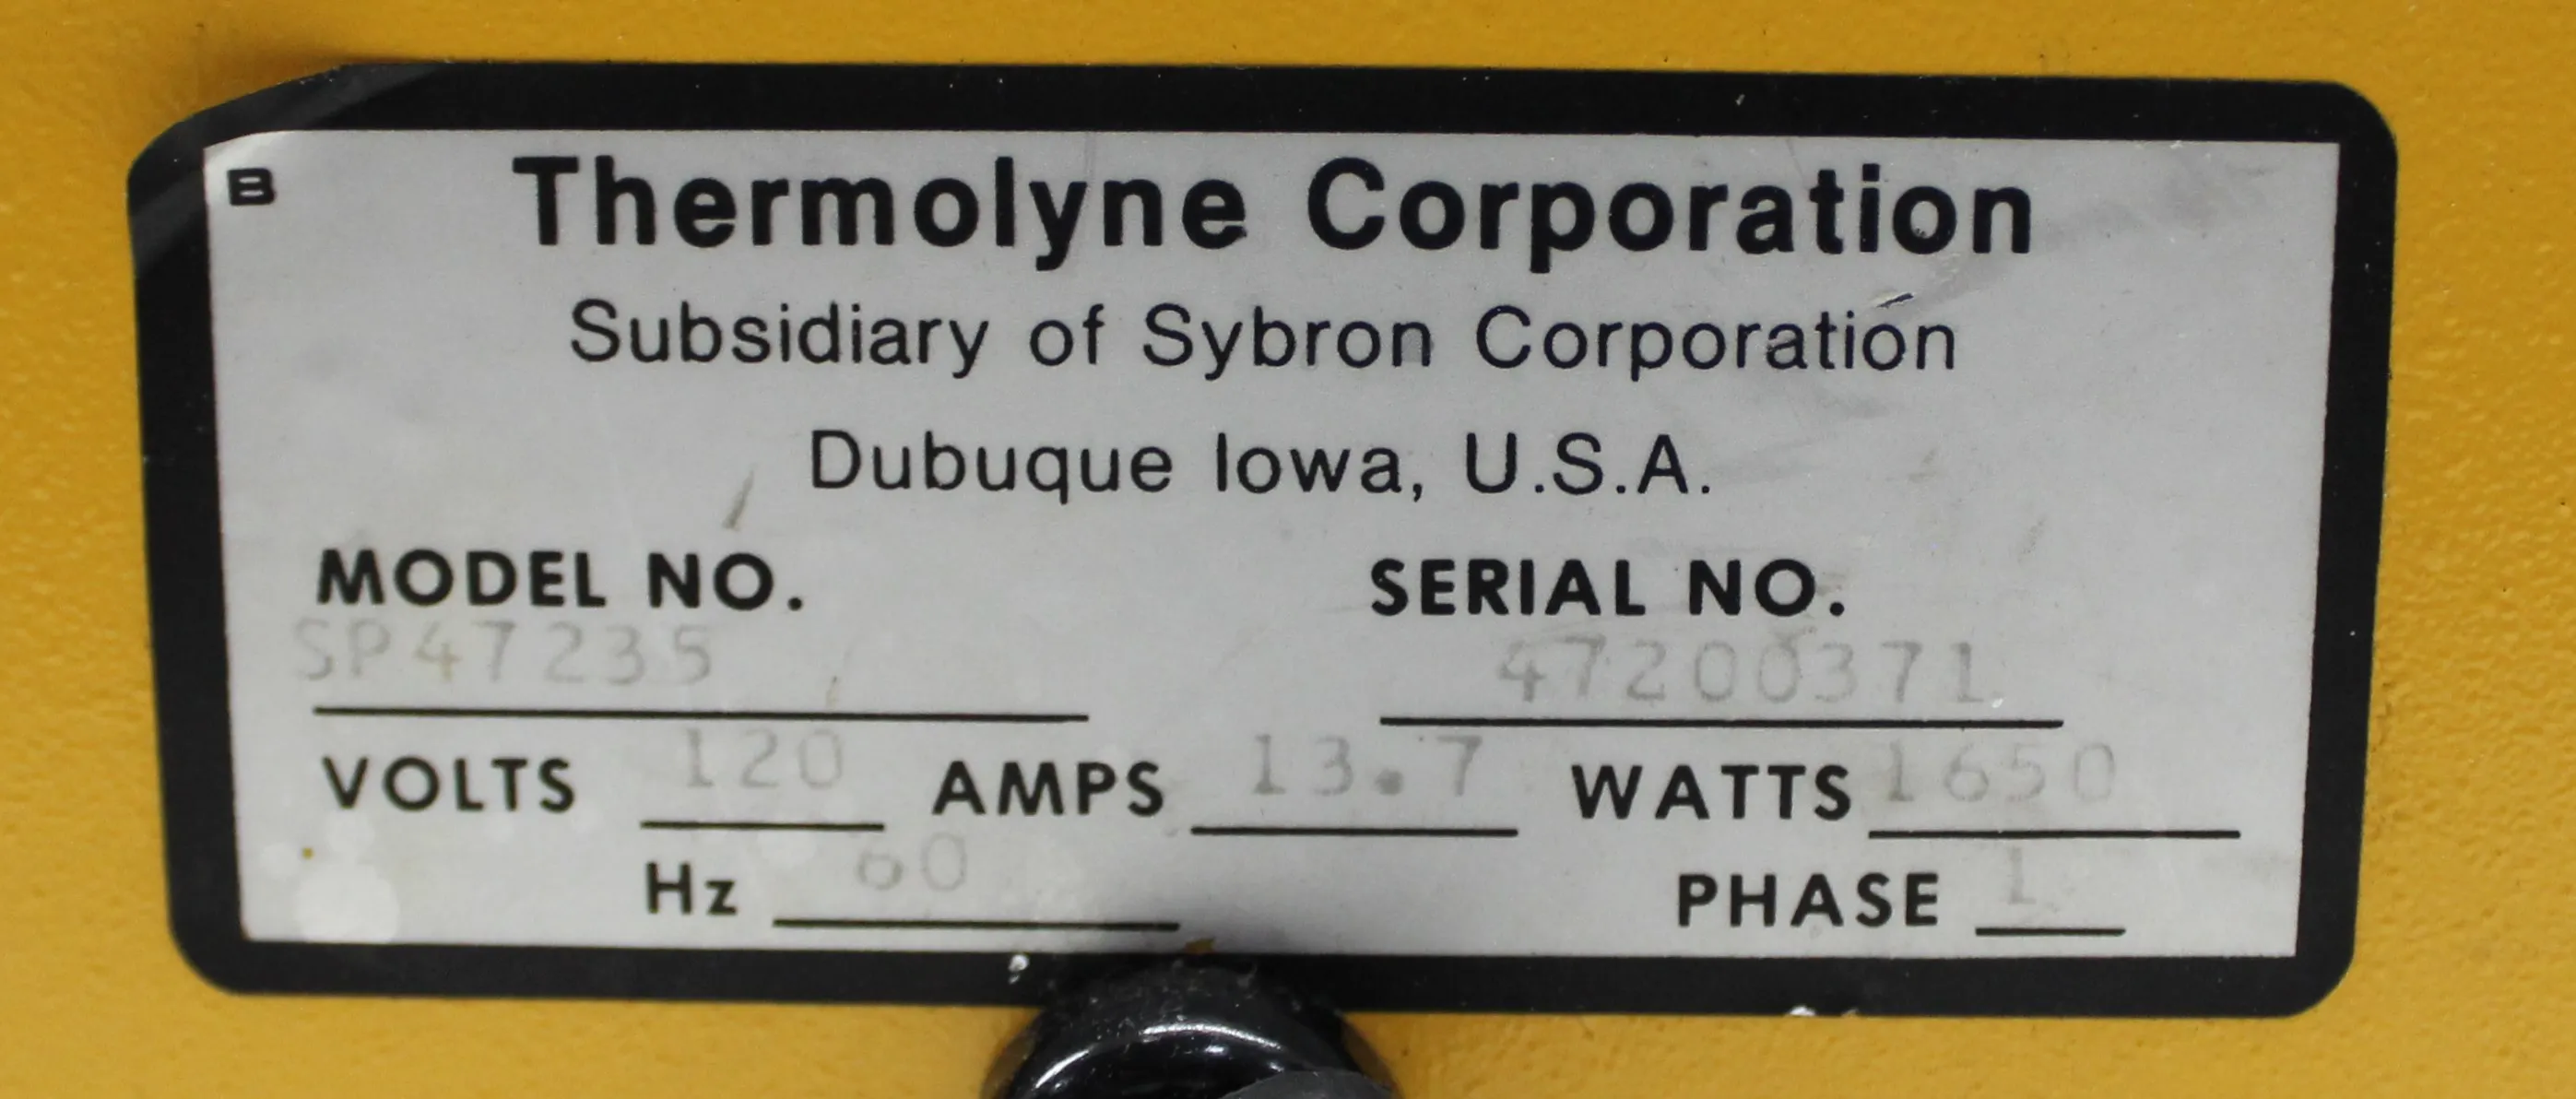 B
Thermolyne Corporation
Subsidiary of Sybron Corporation
Dubuque Iowa, U.S.A.
MODEL NO. SERIAL NO.
SP47235 47200371
VOLTS 120 AMPS 13.7 WATTS 1650
Hz 60 PHASE 1